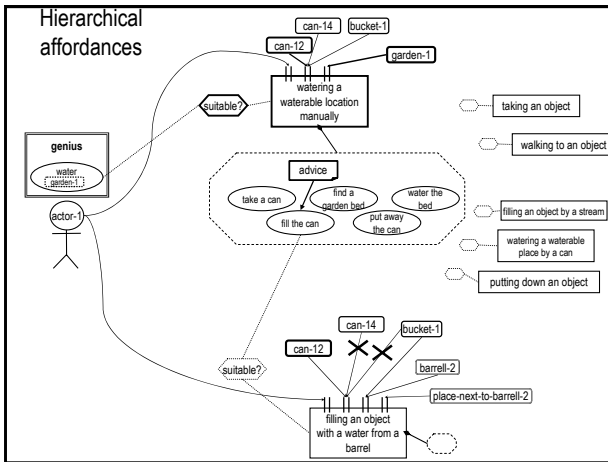 Hierarchical
affordances
can-14
bucket-1
can-12
garden-1
watering a
waterable location
manually
suitable?
genius
water
garden-1
actor-1
advice
take a can
find a
garden bed
water the
bed
fill the can
put away
the can
taking an object
walking to an object
filling an object by a stream
watering a waterable
place by a can
putting down an object
can-14
bucket-1
can-12
barrell-2
suitable?
place-next-to-barrell-2
filling an object
with a water from a
barrel